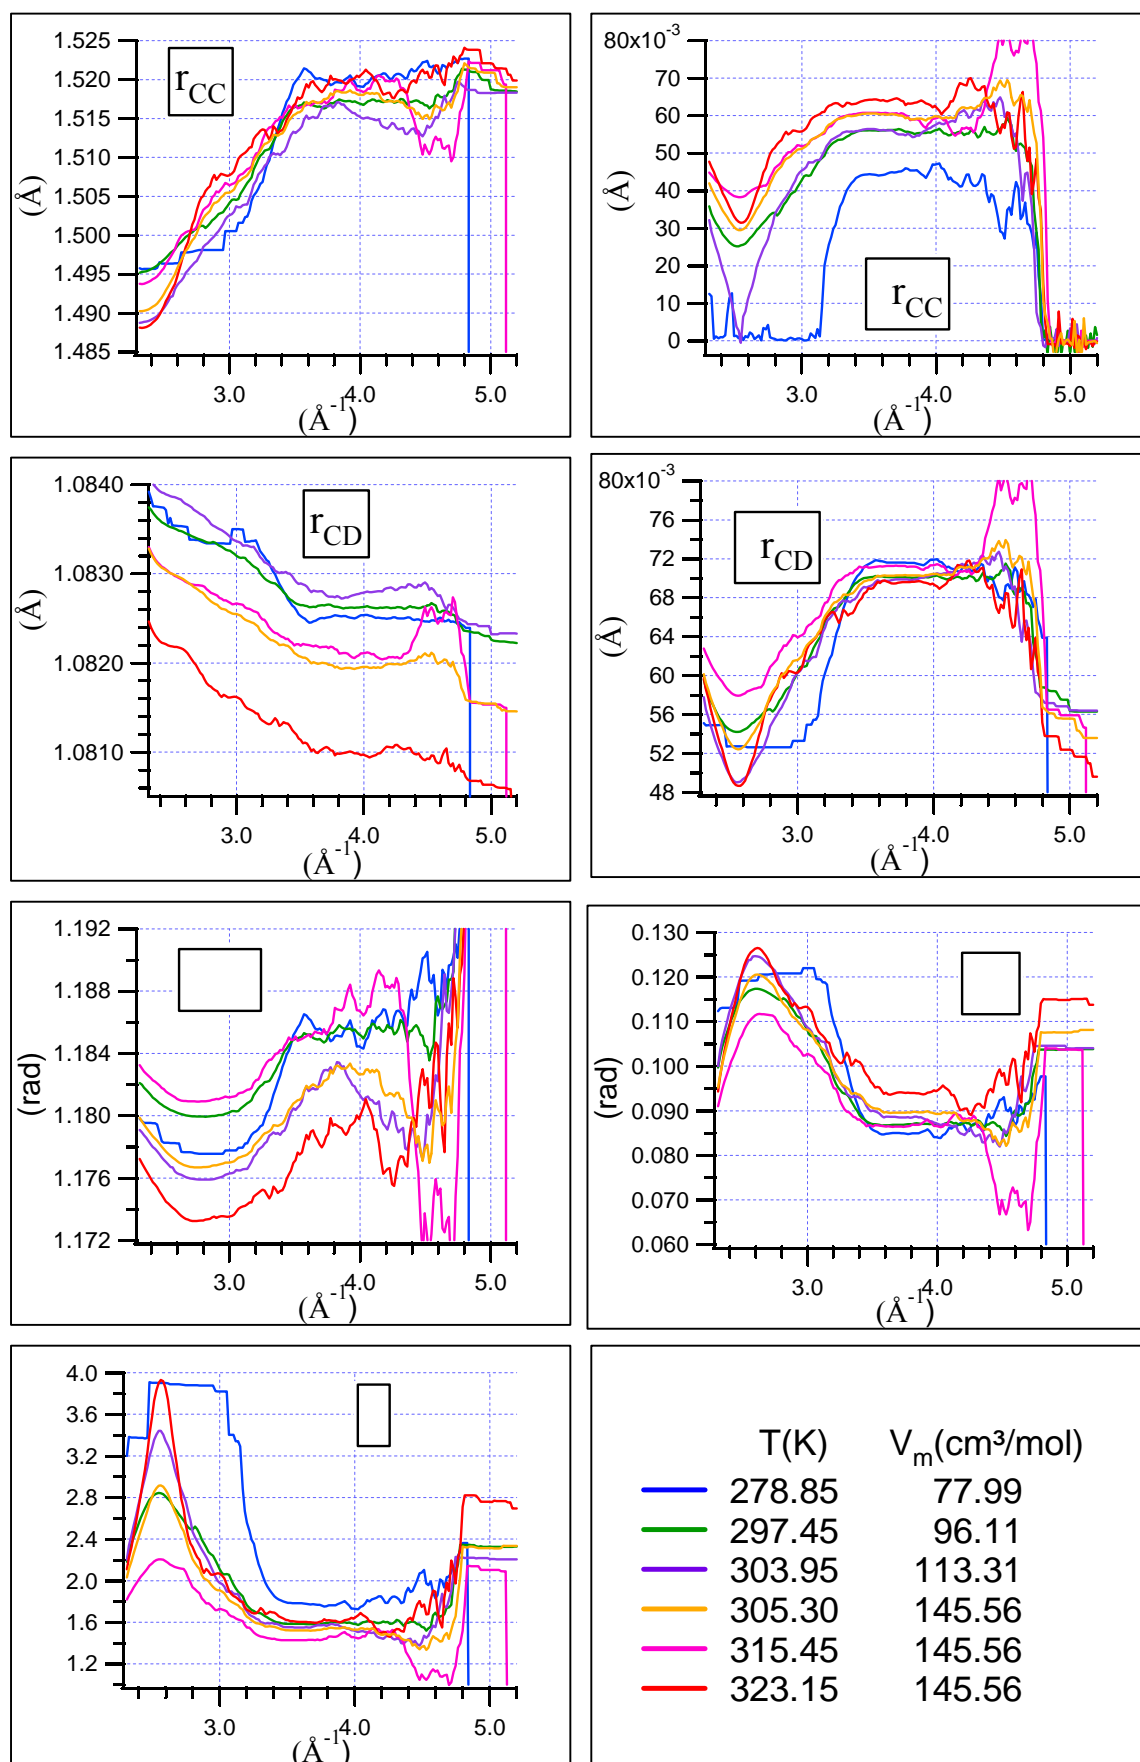 1.525
1.520
1.515
1.510
1.505
1.500
1.495
1.490
1.485
(Å)
r_CC
3.0 4.0 5.0
(Å⁻¹)
80x10⁻³
70
60
50
40
30
20
10
0
(Å)
r_CC
3.0 4.0 5.0
(Å⁻¹)
1.0840
1.0830
1.0820
1.0810
(Å)
r_CD
3.0 4.0 5.0
(Å⁻¹)
80x10⁻³
76
72
68
64
60
56
52
48
(Å)
r_CD
3.0 4.0 5.0
(Å⁻¹)
1.192
1.188
1.184
1.180
1.176
1.172
(rad)
3.0 4.0 5.0
(Å⁻¹)
0.130
0.120
0.110
0.100
0.090
0.080
0.070
0.060
(rad)
3.0 4.0 5.0
(Å⁻¹)
4.0
3.6
3.2
2.8
2.4
2.0
1.6
1.2
3.0 4.0 5.0
(Å⁻¹)
T(K) V_m(cm³/mol)
278.85 77.99
297.45 96.11
303.95 113.31
305.30 145.56
315.45 145.56
323.15 145.56